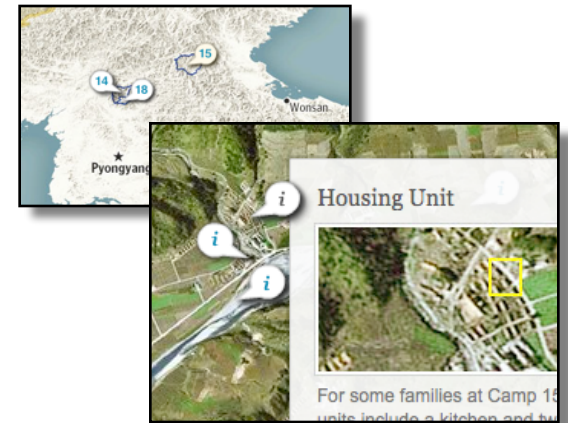 15
14
18
Wonsan
Pyongyang
i
Housing Unit
i
i
i
For some families at Camp 15
units include a kitchen and tw